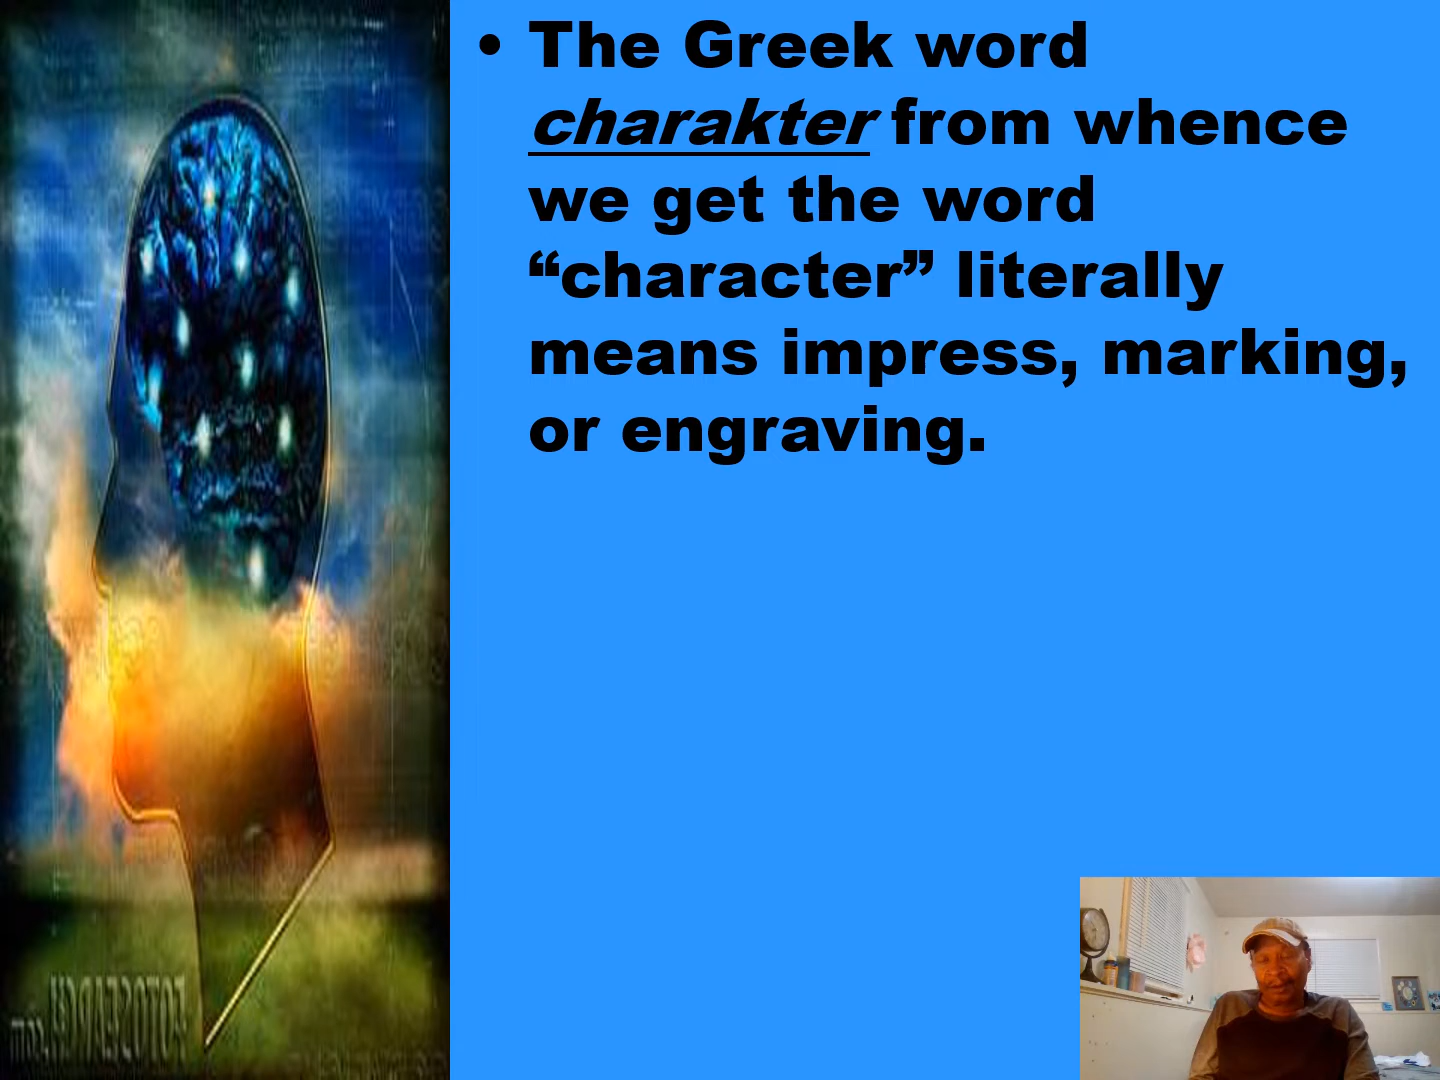 • The Greek word
charakter from whence
we get the word
“character” literally
means impress, marking,
or engraving.